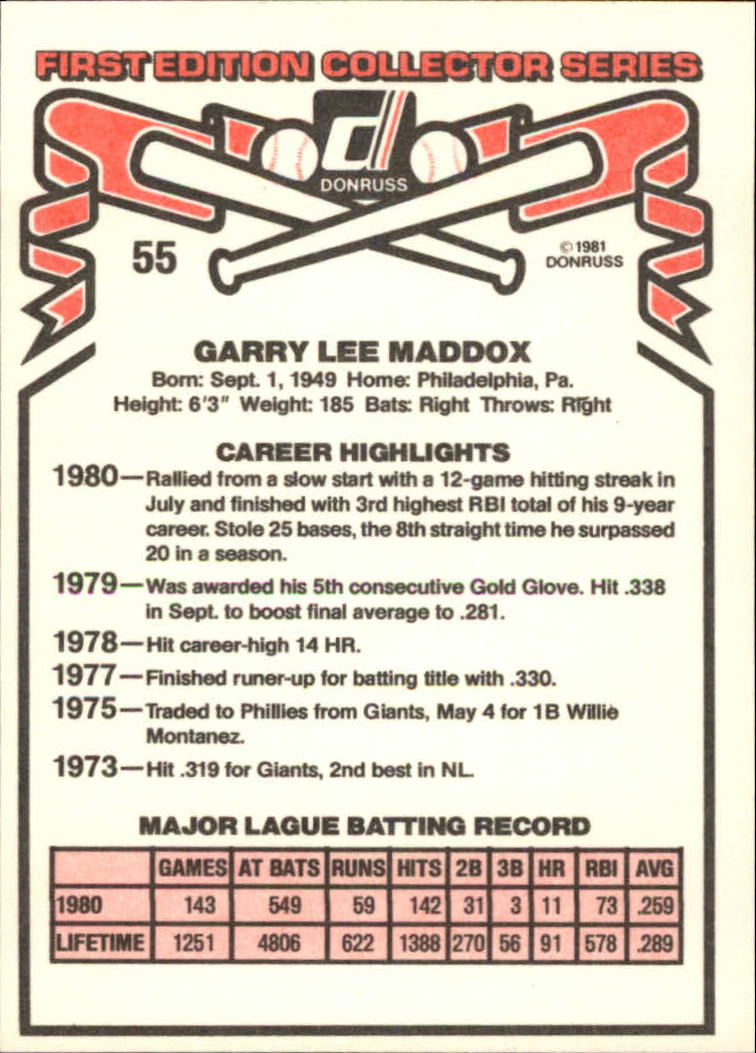 FIRST EDITION COLLECTOR SERIES
d
DONRUSS
55
© 1981
DONRUSS
GARRY LEE MADDOX
Born: Sept. 1, 1949 Home: Philadelphia, Pa.
Height: 6'3" Weight: 185 Bats: Right Throws: Right
CAREER HIGHLIGHTS
1980—Rallied from a slow start with a 12-game hitting streak in
July and finished with 3rd highest RBI total of his 9-year
career. Stole 25 bases, the 8th straight time he surpassed
20 in a season.
1979—Was awarded his 5th consecutive Gold Glove. Hit .338
in Sept. to boost final average to .281.
1978—Hit career-high 14 HR.
1977—Finished runer-up for batting title with .330.
1975—Traded to Phillies from Giants, May 4 for 1B Willie
Montanez.
1973—Hit .319 for Giants, 2nd best in NL.
MAJOR LAGUE BATTING RECORD
GAMES AT BATS RUNS HITS 2B 3B HR RBI AVG
1980 143 549 59 142 31 3 11 73 .259
LIFETIME 1251 4806 622 1388 270 56 91 578 .289